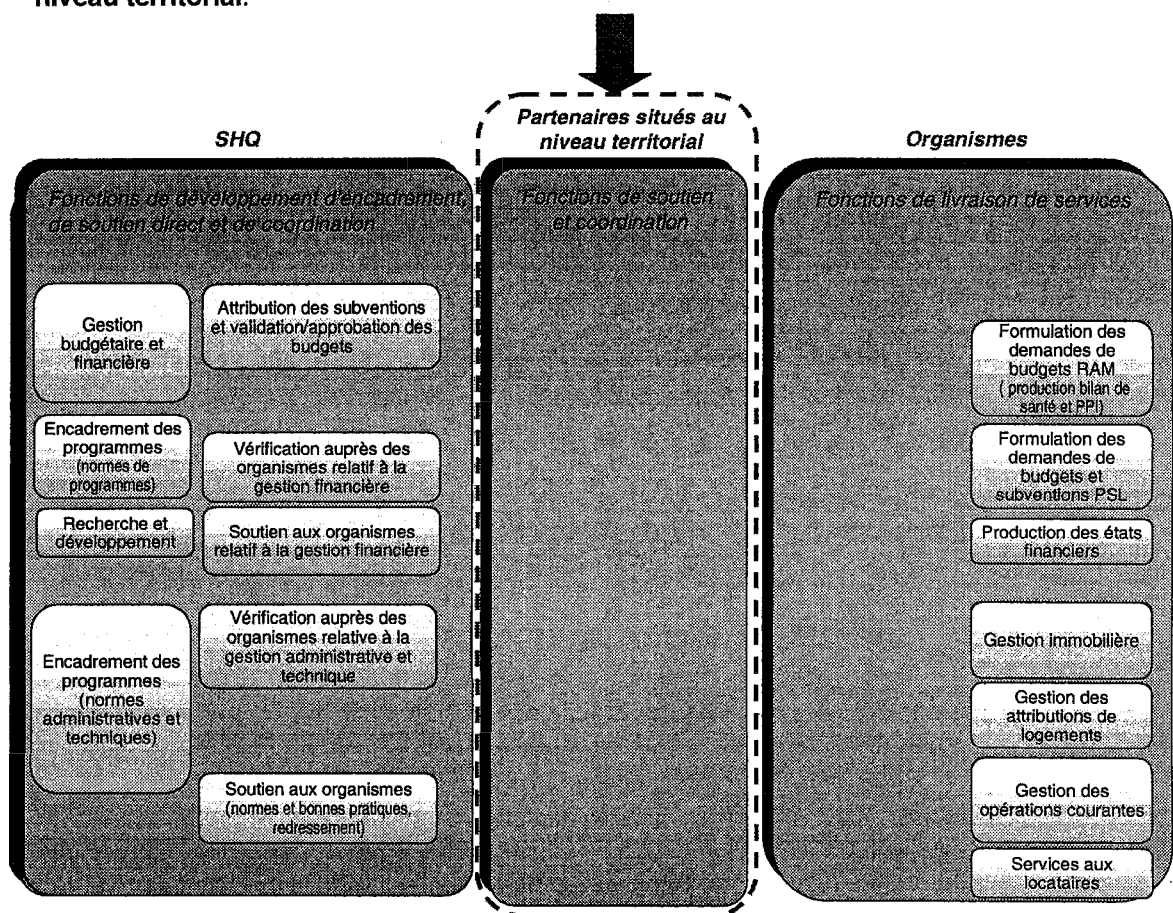 niveau territorial.
Partenaires situés au
niveau territorial
SHQ
Organismes
Fonctions de développement d'encadrement,
de soutien direct et de coordination
Fonctions de soutien
et coordination
Fonctions de livraison de services
Gestion
budgétaire et
financière
Attribution des subventions
et validation/approbation des
budgets
Encadrement des
programmes
(normes de
programmes)
Vérification auprès des
organismes relatif à la
gestion financière
Recherche et
développement
Soutien aux organismes
relatif à la gestion financière
Encadrement des
programmes
(normes
administratives et
techniques)
Vérification auprès des
organismes relative à la
gestion administrative et
technique
Soutien aux organismes
(normes et bonnes pratiques,
redressement)
Formulation des
demandes de
budgets RAM
( production bilan de
santé et PPI)
Formulation des
demandes de
budgets et
subventions PSL
Production des états
financiers
Gestion immobilière
Gestion des
attributions de
logements
Gestion des
opérations courantes
Services aux
locataires